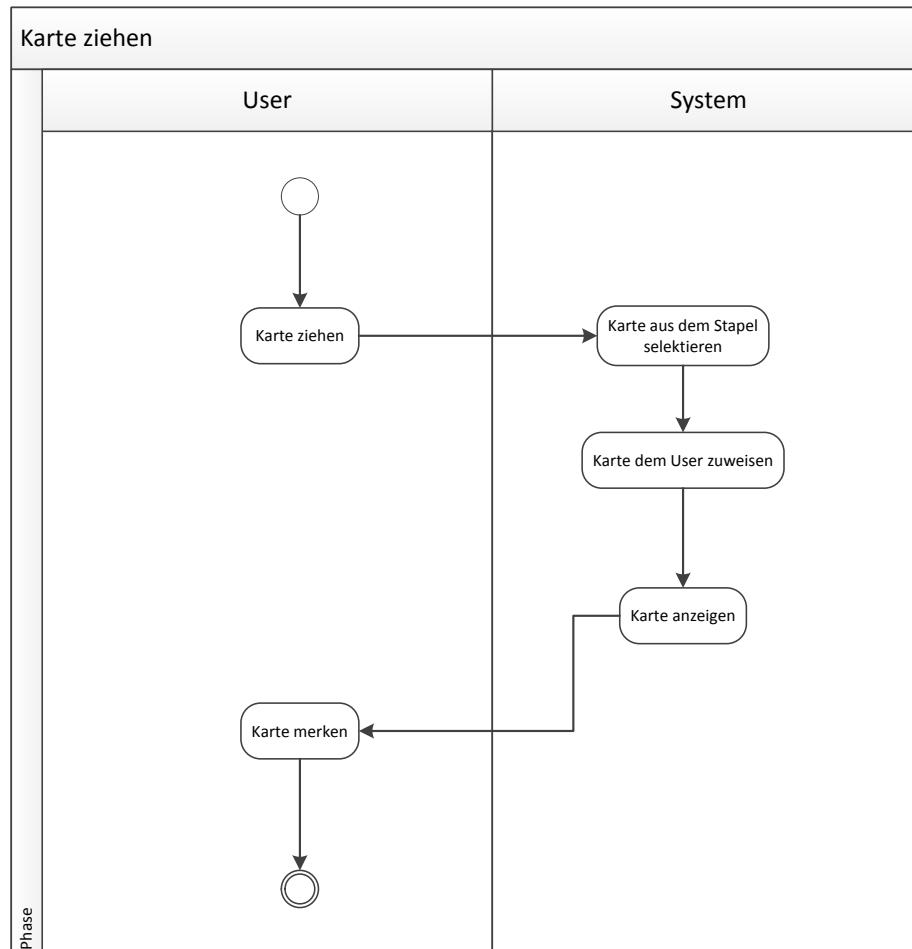 Karte ziehen
User
System
Karte ziehen
Karte aus dem Stapel
selektieren
Karte dem User zuweisen
Karte anzeigen
Karte merken
Phase